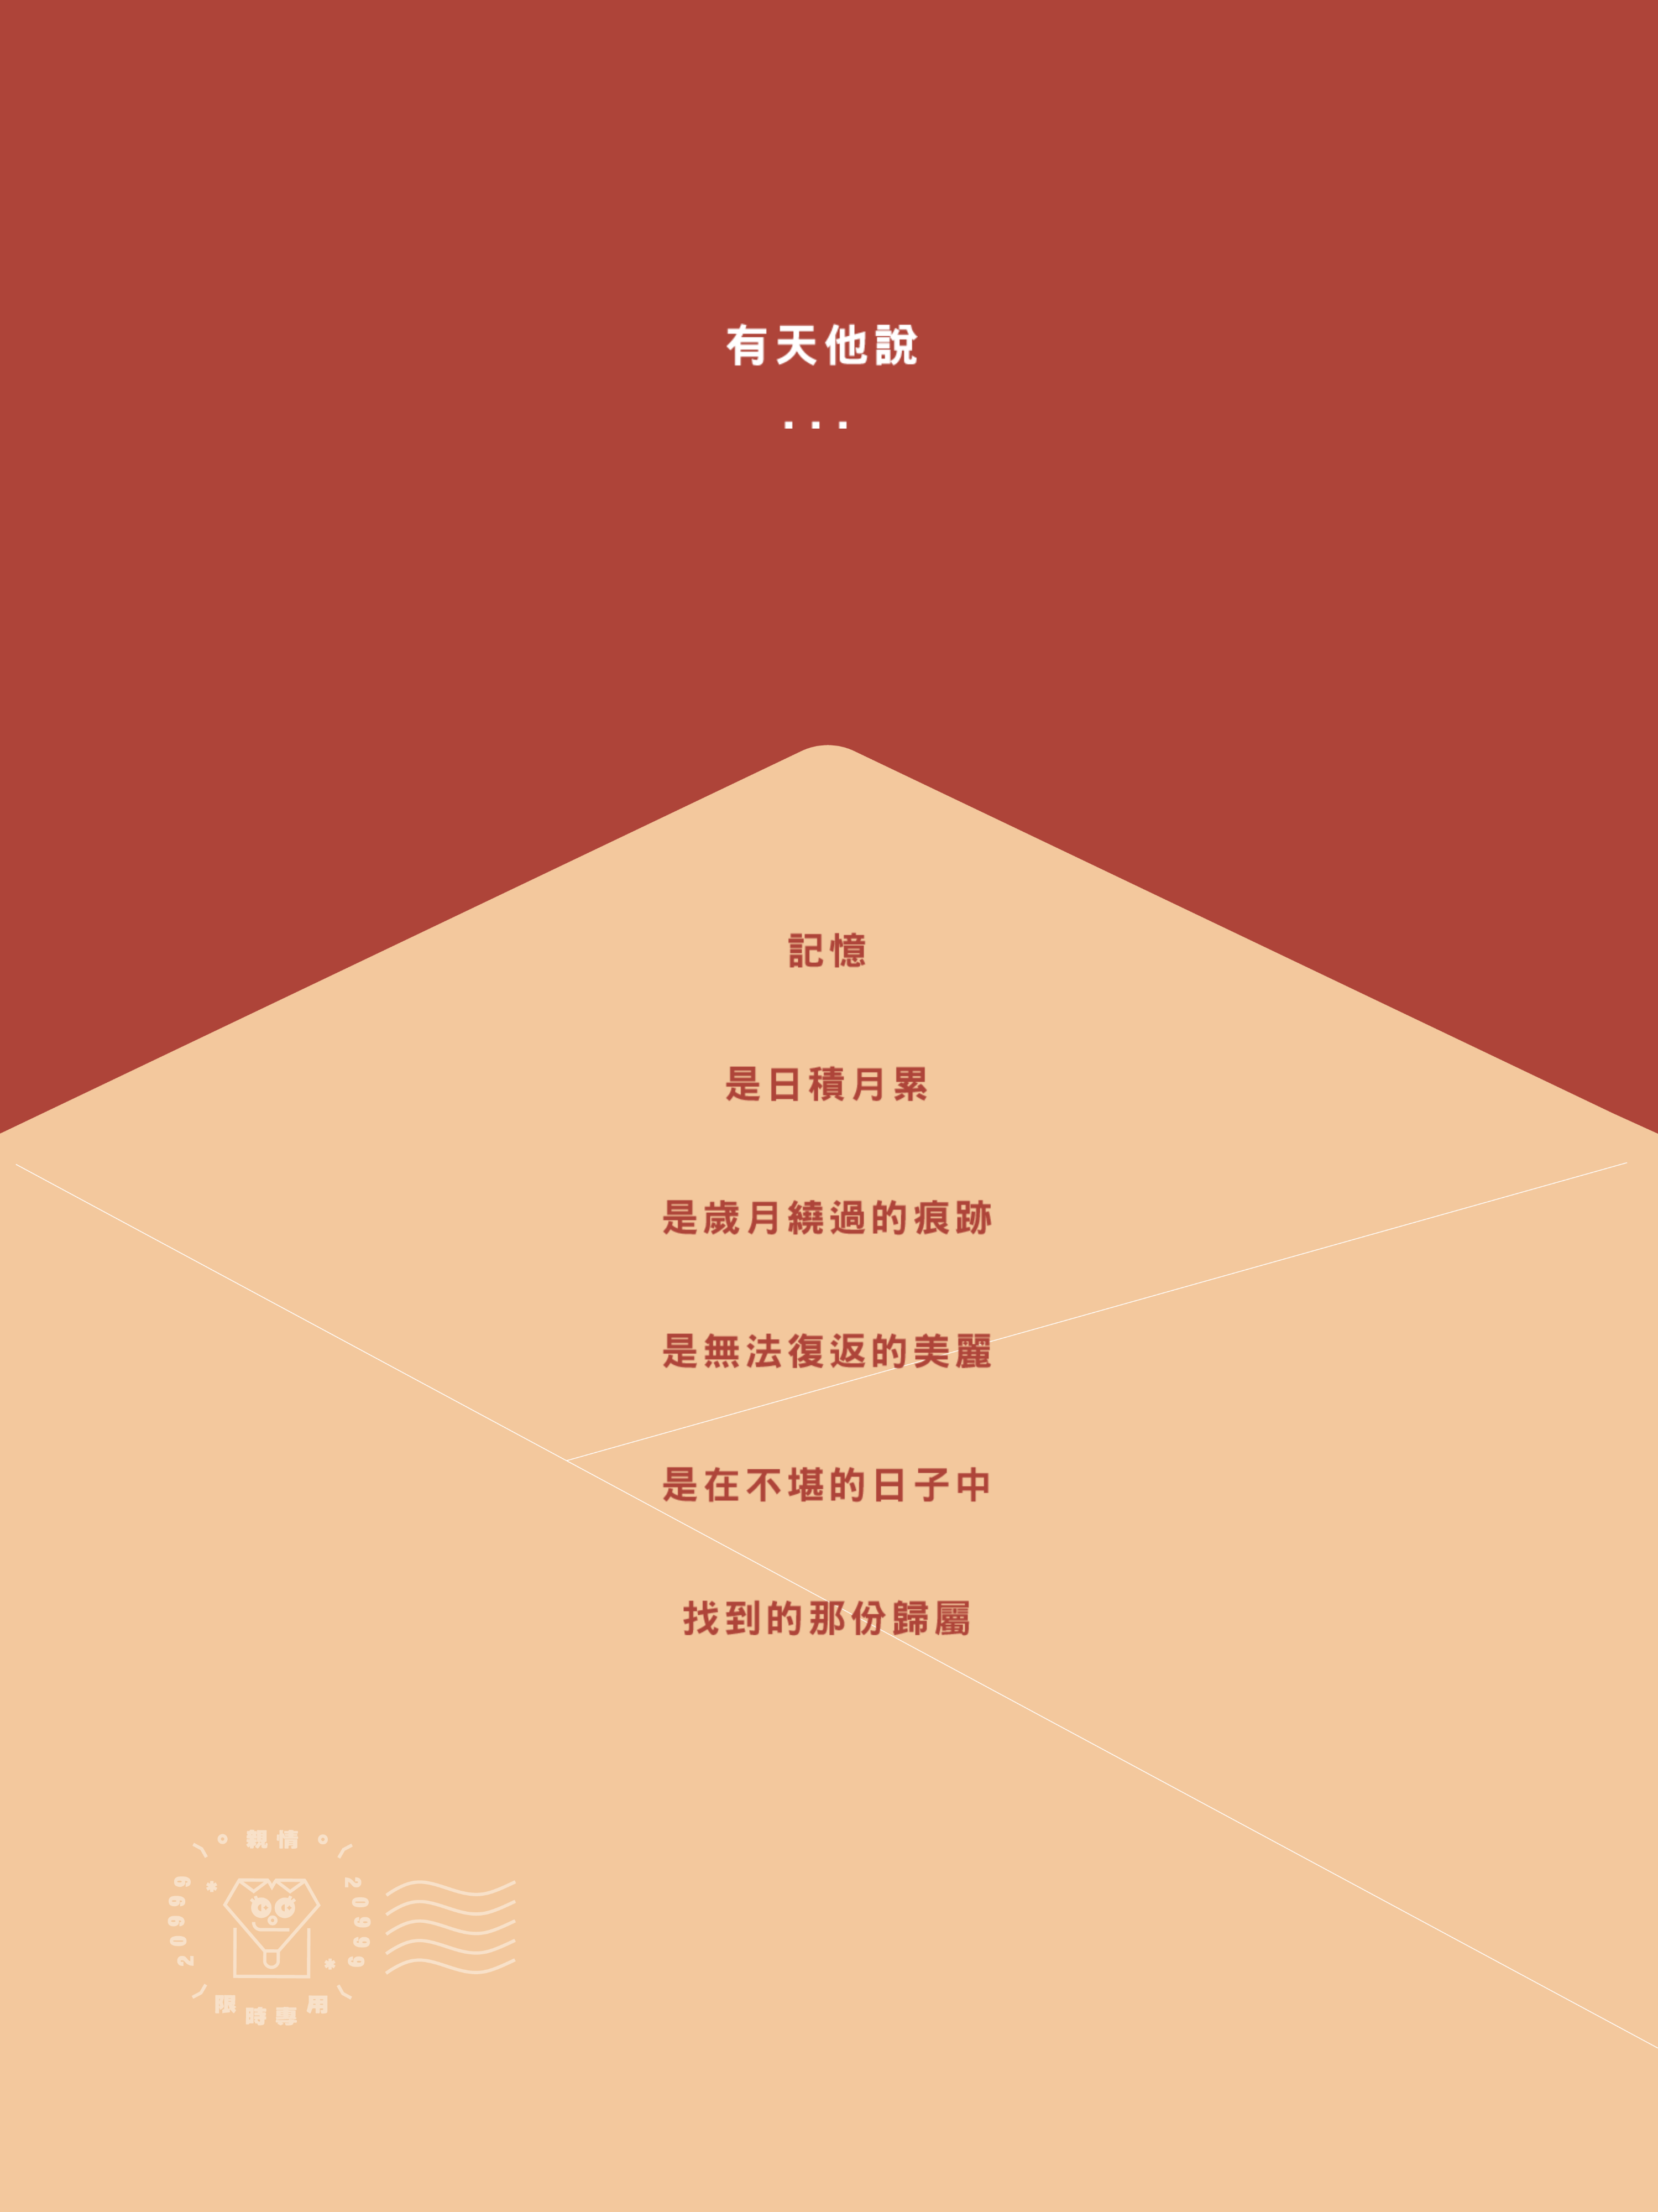 有天他說
...
記憶
是日積月累
是歲月繞過的痕跡
是無法復返的美麗
是在不堪的日子中
找到的那份歸屬
親情
20666
20666
限時專用